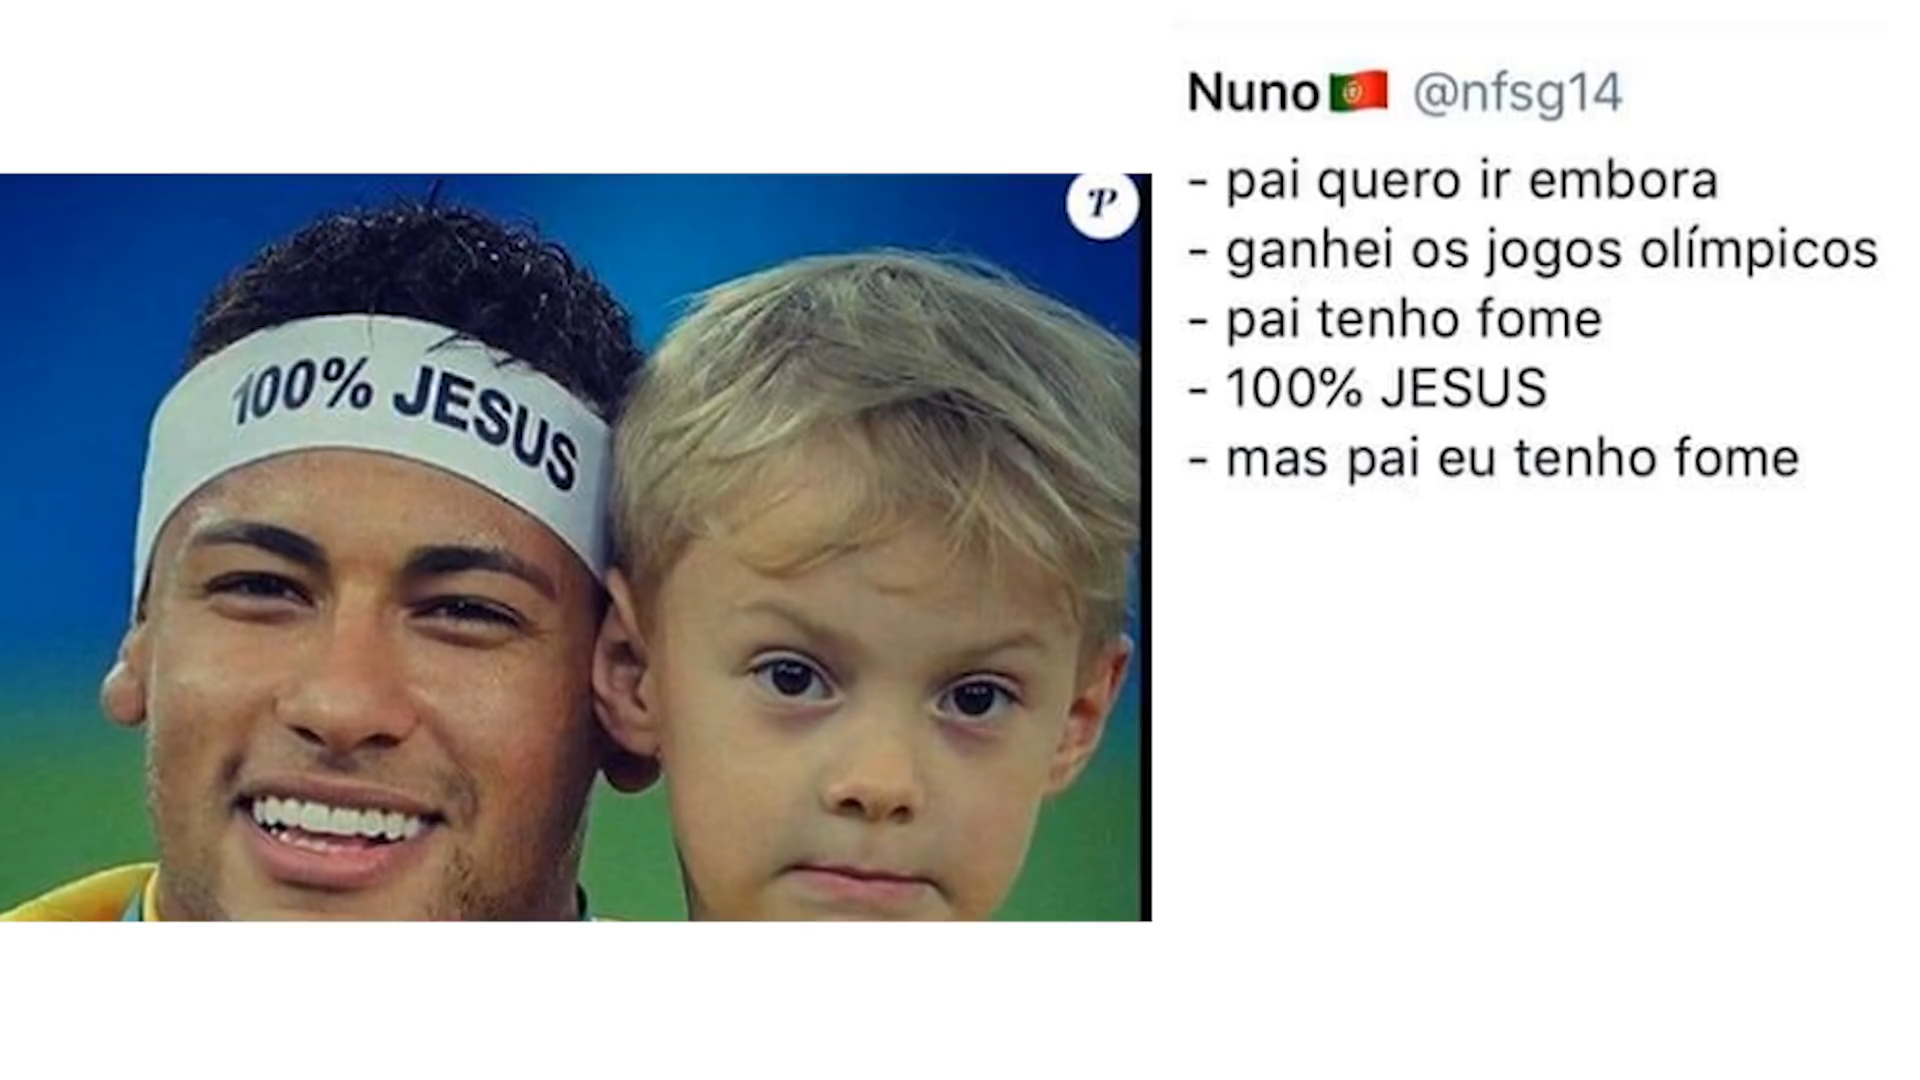 100% JESUS
P
Nuno🇵🇹 @nfsg14
- pai quero ir embora
- ganhei os jogos olímpicos
- pai tenho fome
- 100% JESUS
- mas pai eu tenho fome